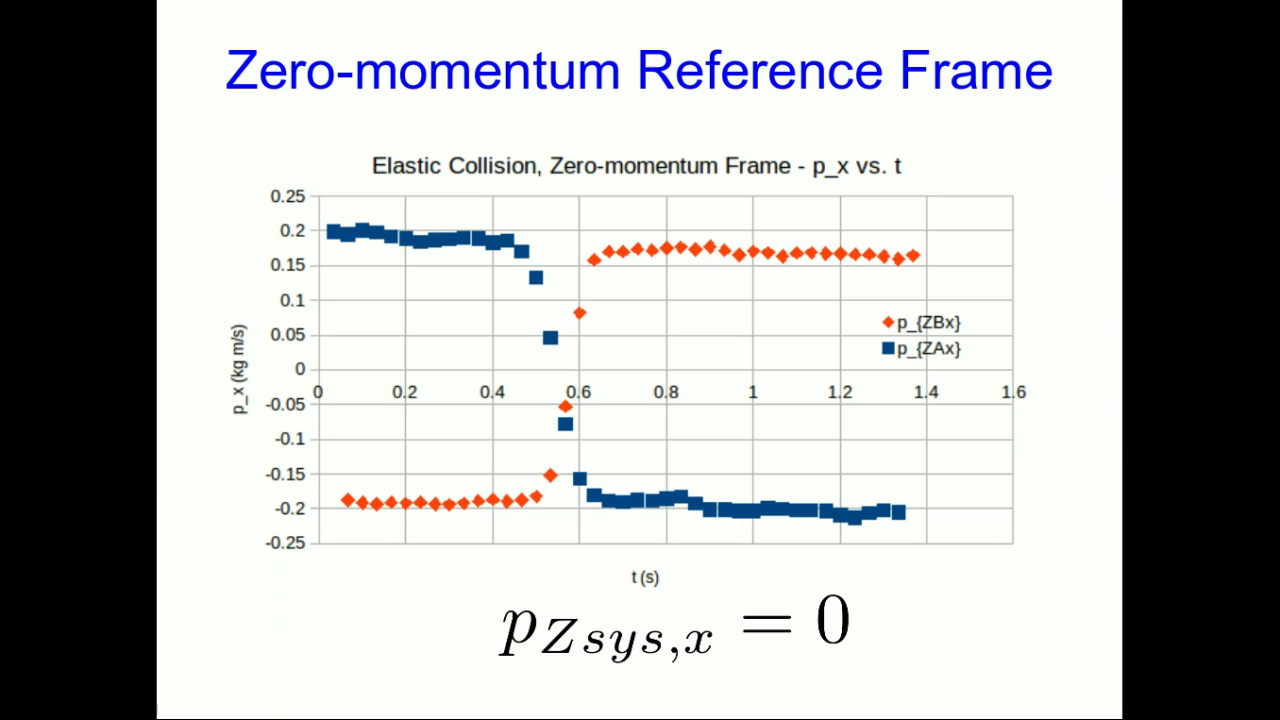 Zero-momentum Reference Frame
Elastic Collision, Zero-momentum Frame - p_x vs. t
0.25
0.2
0.15
0.1
0.05
0
-0.05
-0.1
-0.15
-0.2
-0.25
p_x (kg m/s)
0 0.2 0.4 0.6 0.8 1 1.2 1.4 1.6
p_{ZBx}
p_{ZAx}
t (s)
p_{Zsys,x} = 0